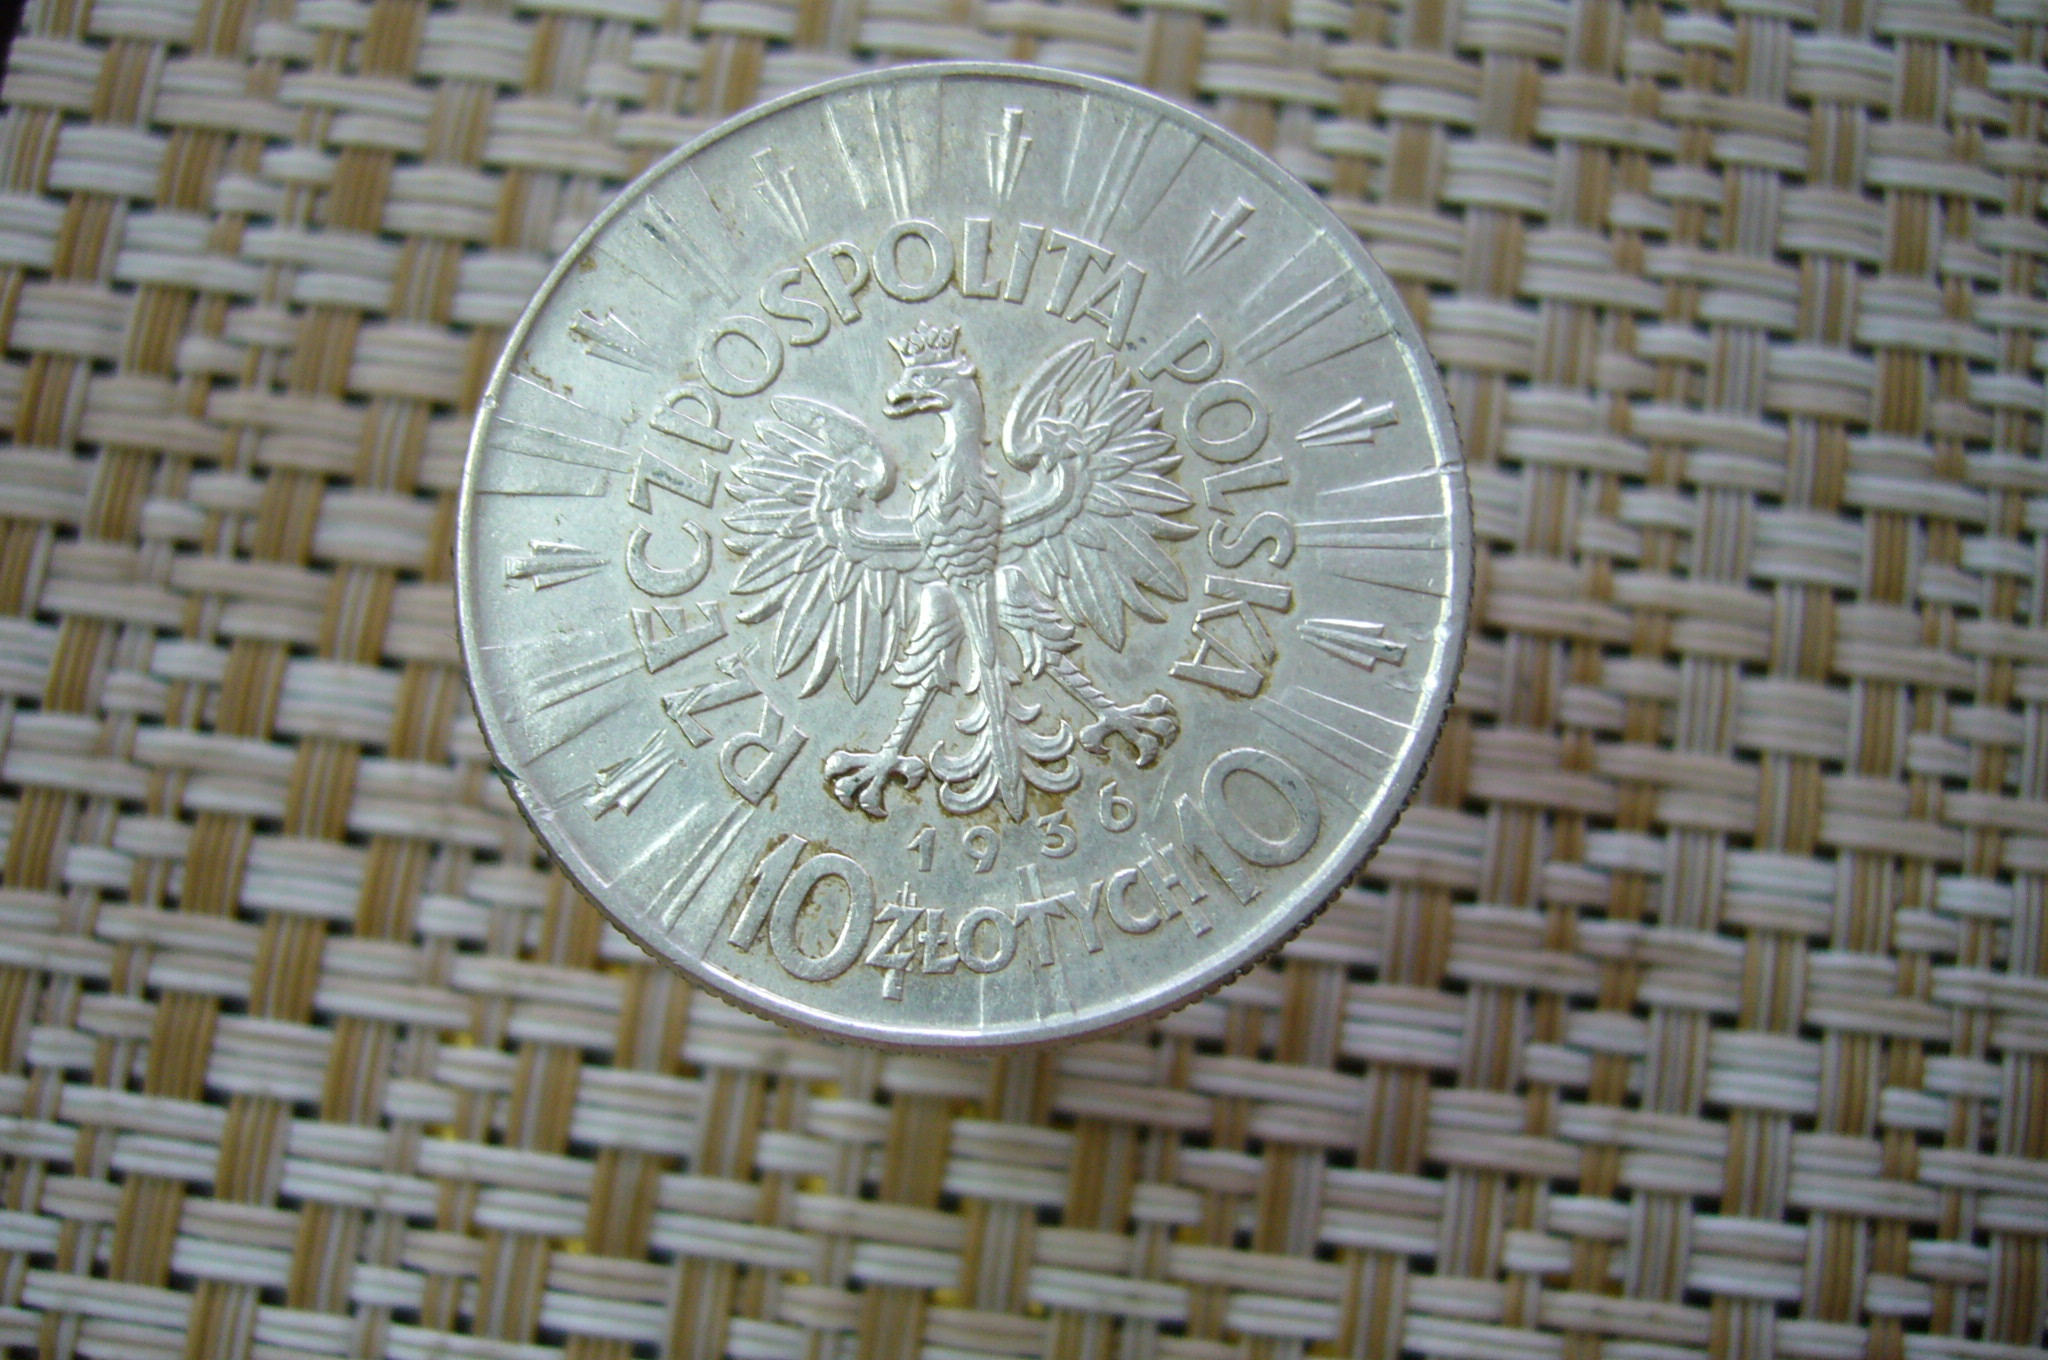 RZECZPOSPOLITA POLSKA
1936
10 ZŁOTYCH 10